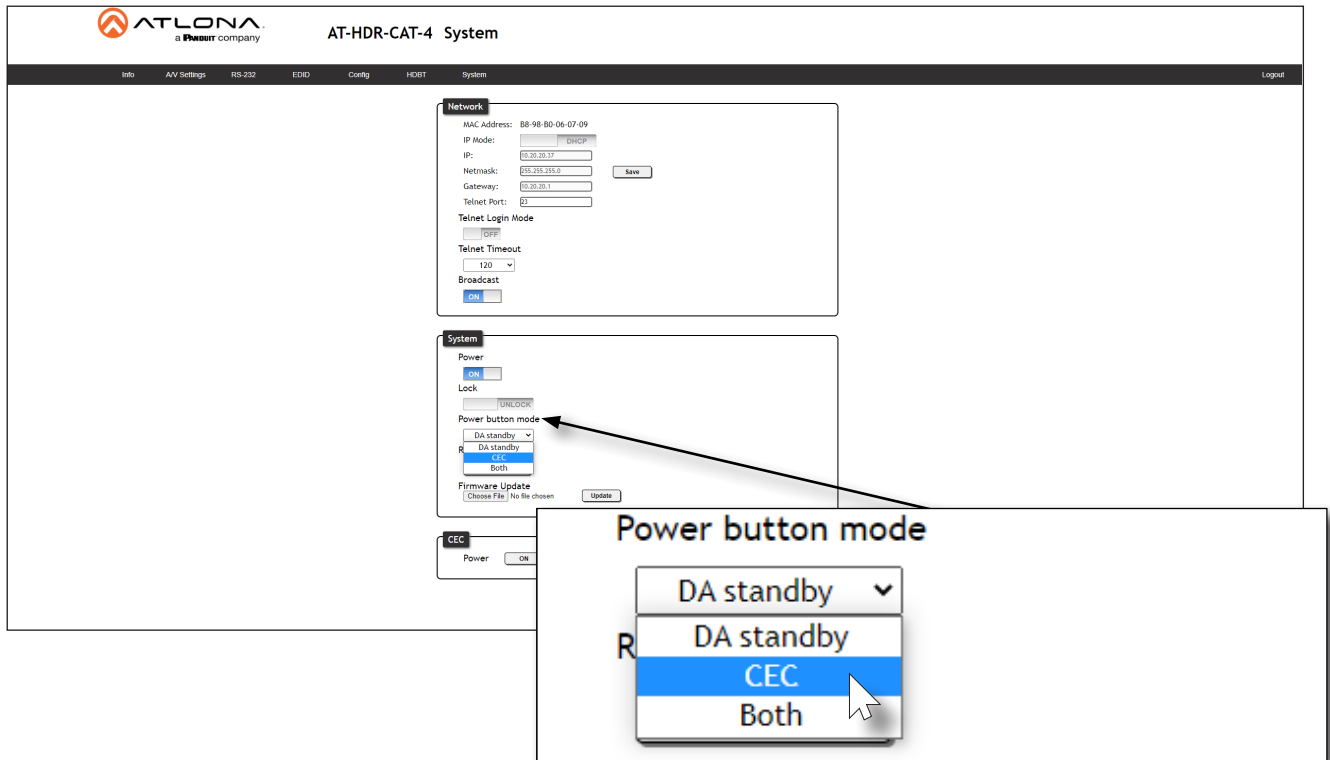 ATLONA.
a PANDUIT company
AT-HDR-CAT-4 System
Info A/V Settings RS-232 EDID Config HDBT System Logout
Network
MAC Address: B8-98-B0-06-07-09
IP Mode: DHCP
IP: 10.20.20.37
Netmask: 255.255.255.0 Save
Gateway: 10.20.20.1
Telnet Port: 23
Telnet Login Mode
OFF
Telnet Timeout
120
Broadcast
ON
System
Power
ON
Lock
UNLOCK
Power button mode
DA standby
DA standby
R
CEC
Both
Firmware Update
Choose File No file chosen Update
CEC
Power ON
Power button mode
DA standby
R DA standby
CEC
Both